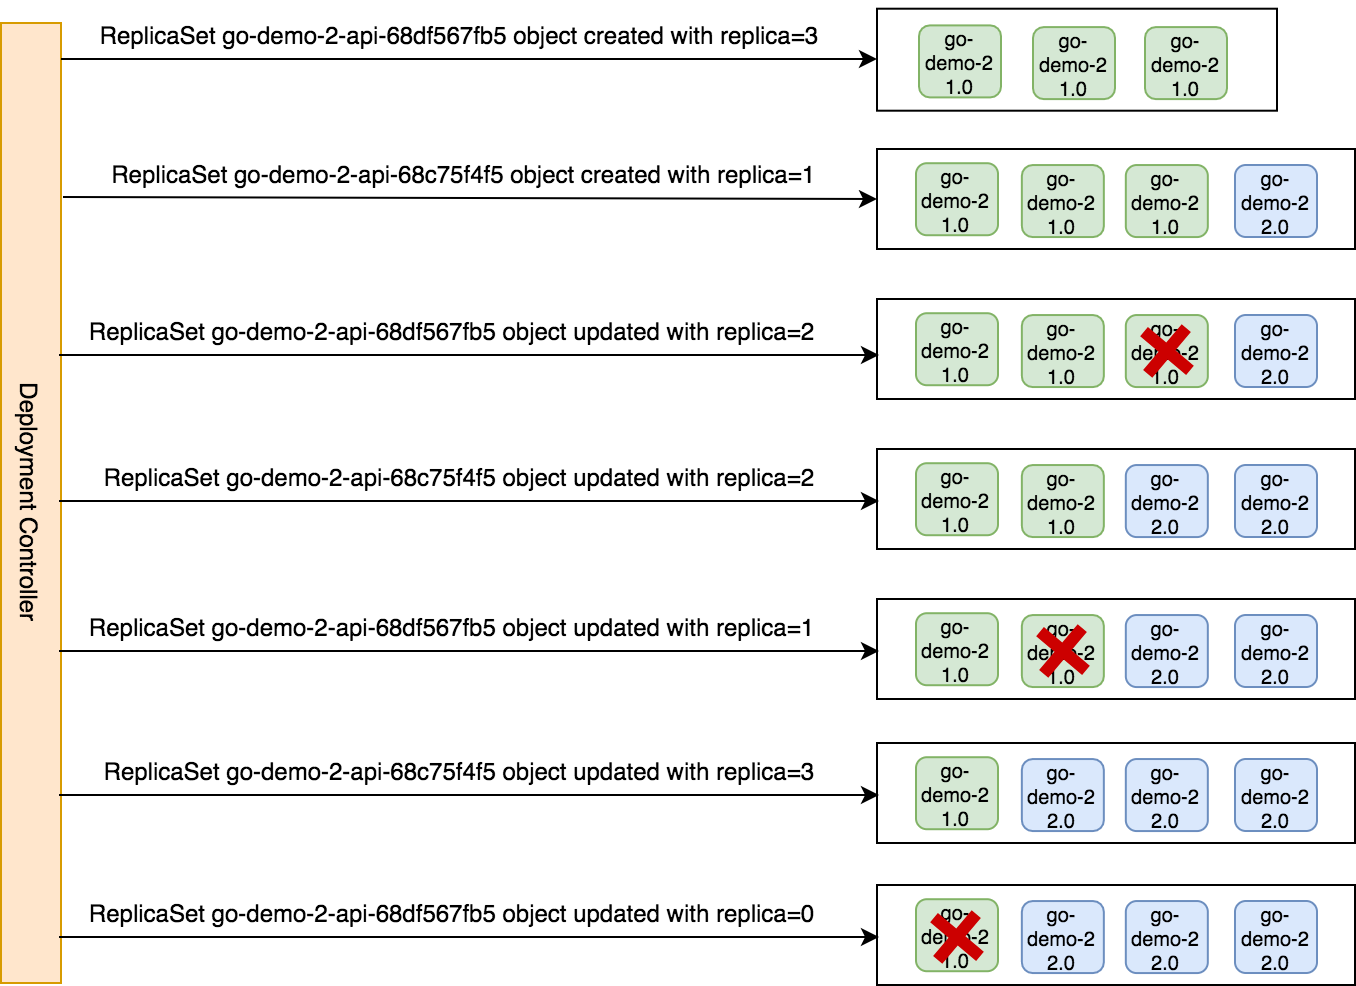 Deployment Controller
ReplicaSet go-demo-2-api-68df567fb5 object created with replica=3
go-
demo-2
1.0
go-
demo-2
1.0
go-
demo-2
1.0
ReplicaSet go-demo-2-api-68c75f4f5 object created with replica=1
go-
demo-2
1.0
go-
demo-2
1.0
go-
demo-2
1.0
go-
demo-2
2.0
ReplicaSet go-demo-2-api-68df567fb5 object updated with replica=2
go-
demo-2
1.0
go-
demo-2
1.0
go-
demo-2
1.0
go-
demo-2
2.0
ReplicaSet go-demo-2-api-68c75f4f5 object updated with replica=2
go-
demo-2
1.0
go-
demo-2
1.0
go-
demo-2
2.0
go-
demo-2
2.0
ReplicaSet go-demo-2-api-68df567fb5 object updated with replica=1
go-
demo-2
1.0
go-
demo-2
1.0
go-
demo-2
2.0
go-
demo-2
2.0
ReplicaSet go-demo-2-api-68c75f4f5 object updated with replica=3
go-
demo-2
1.0
go-
demo-2
2.0
go-
demo-2
2.0
go-
demo-2
2.0
ReplicaSet go-demo-2-api-68df567fb5 object updated with replica=0
go-
demo-2
1.0
go-
demo-2
2.0
go-
demo-2
2.0
go-
demo-2
2.0